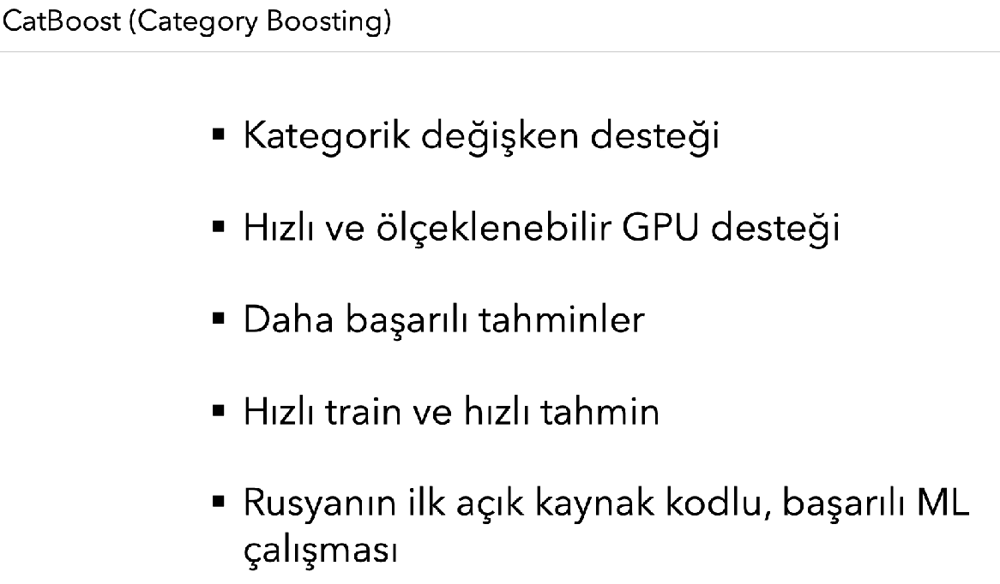 CatBoost (Category Boosting)
▪ Kategorik değişken desteği
▪ Hızlı ve ölçeklenebilir GPU desteği
▪ Daha başarılı tahminler
▪ Hızlı train ve hızlı tahmin
▪ Rusyanın ilk açık kaynak kodlu, başarılı ML
çalışması